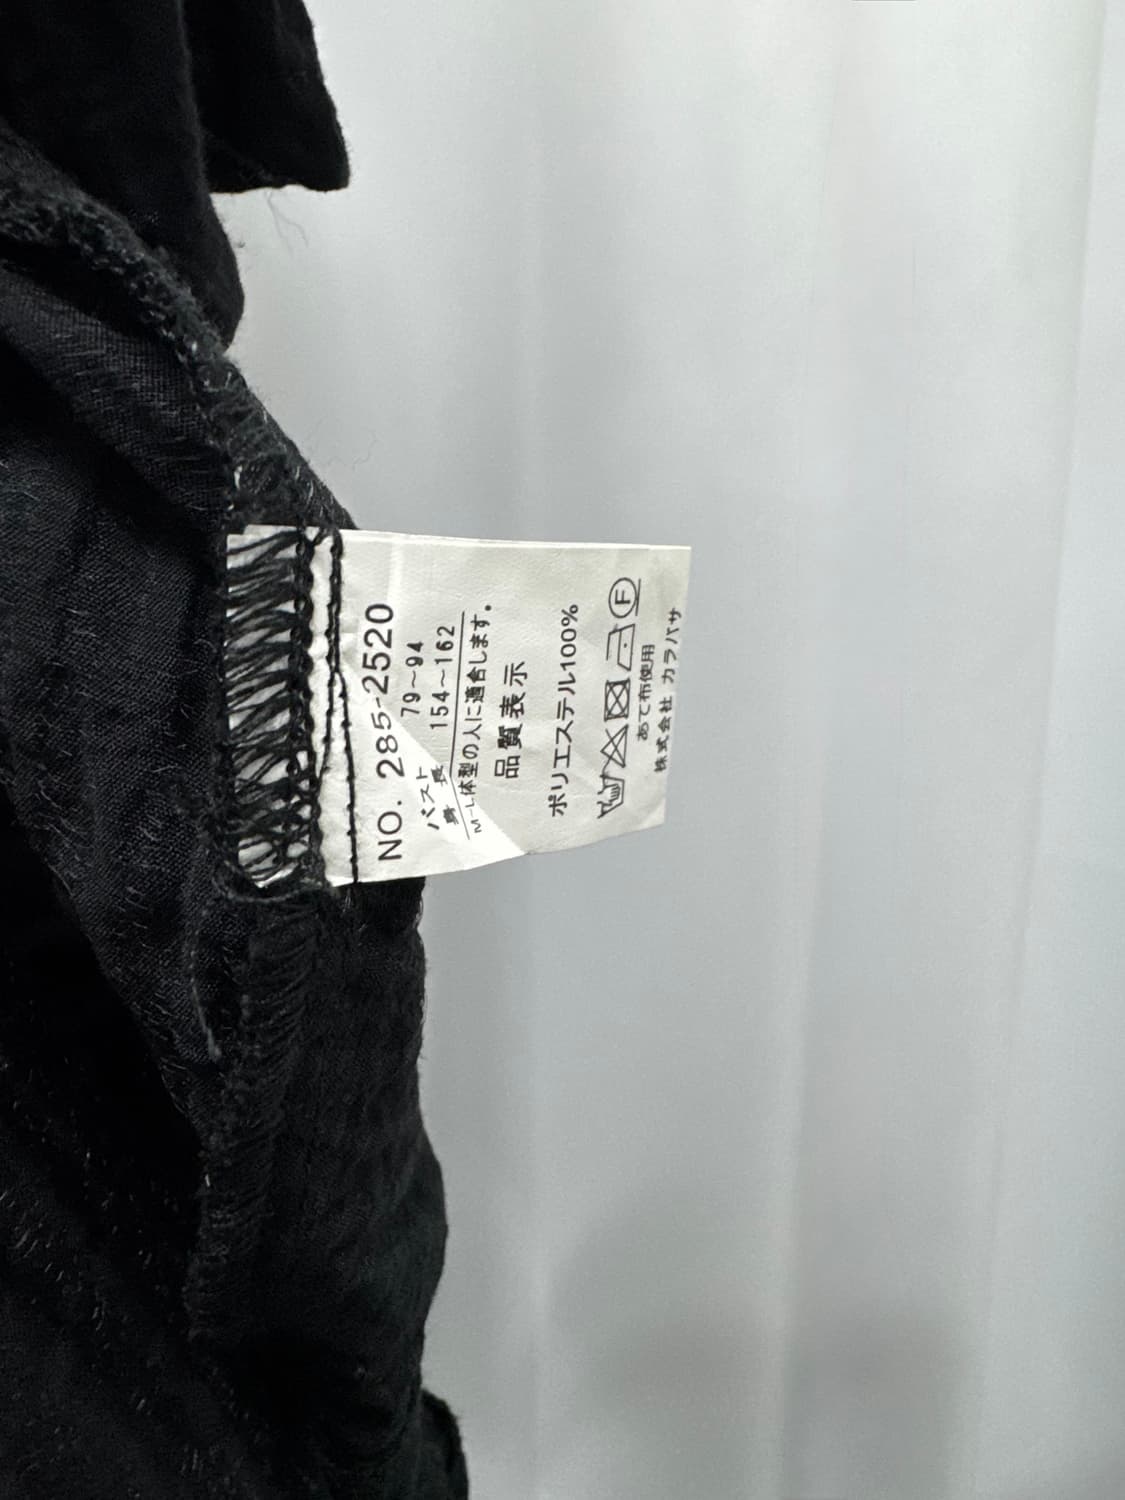 NO. 285-2520
バスト 79~94
身 長 154~162
M-L体型の人に適合します。
品質表示
ポリエステル100%
F
あて布使用
株式会社 カラバサ